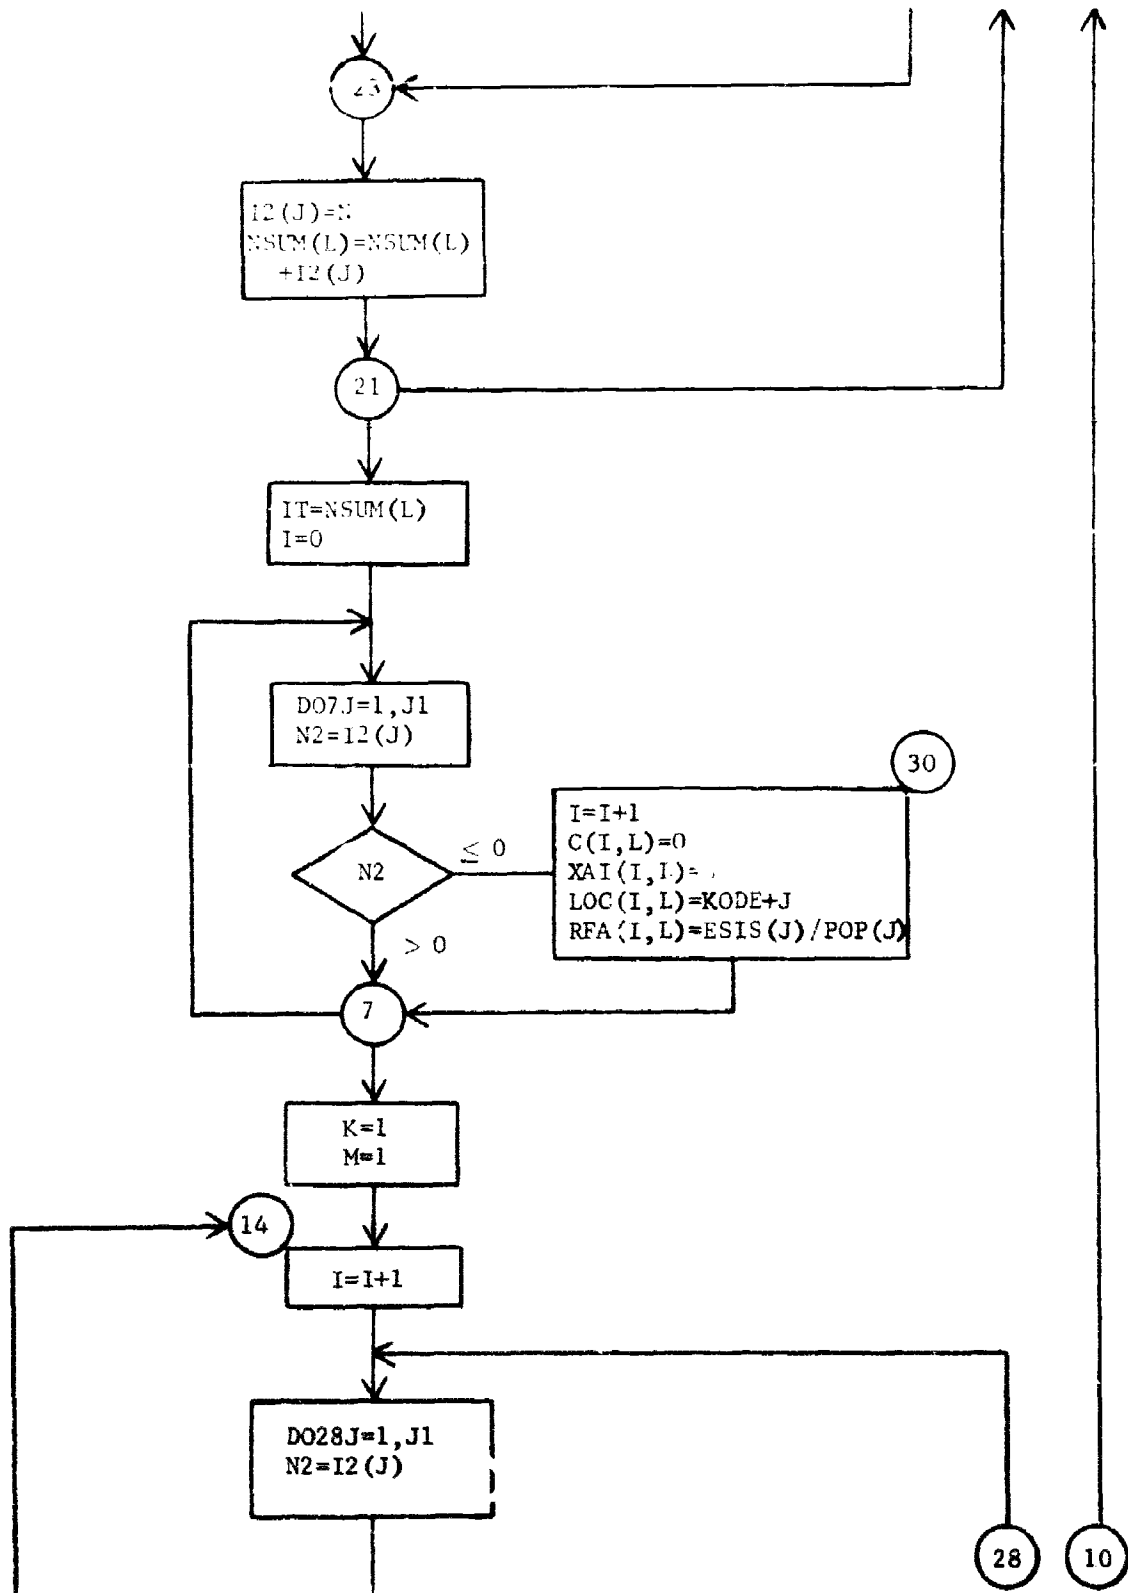 23
I2(J)=N
NSUM(L)=NSUM(L)
+I2(J)
21
IT=NSUM(L)
I=0
DO7J=1,J1
N2=I2(J)
30
I=I+1
C(I,L)=0
XAI(I,L)=
LOC(I,L)=KODE+J
RFA(I,L)=ESIS(J)/POP(J)
N2
≤ 0
> 0
7
K=1
M=1
14
I=I+1
DO28J=1,J1
N2=I2(J)
28
10